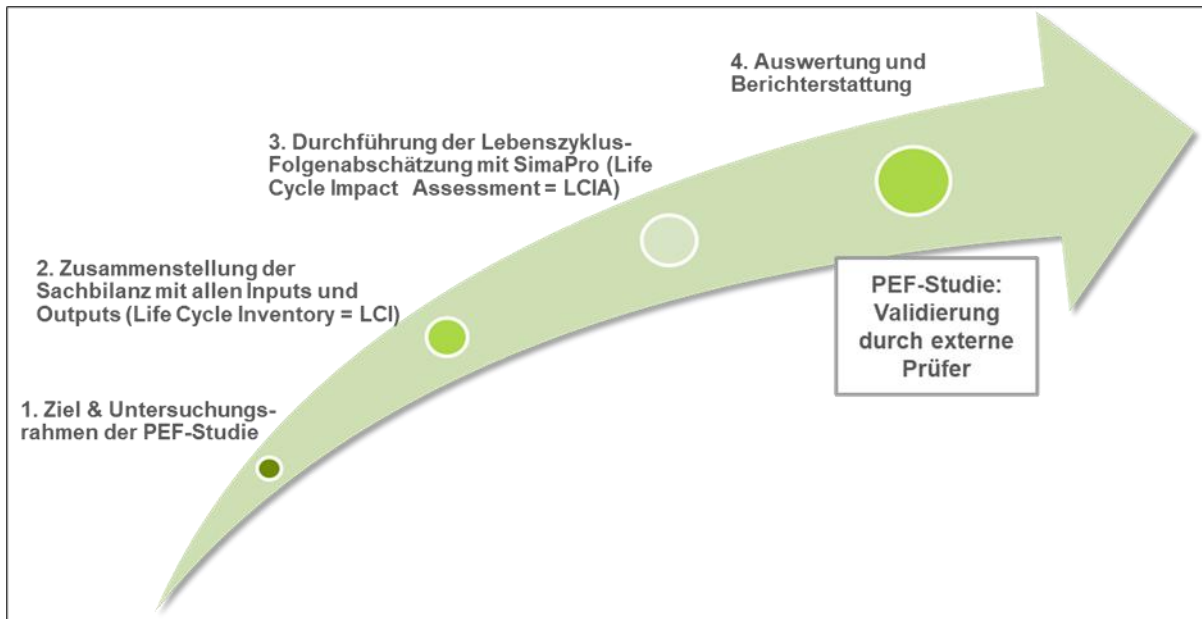 4. Auswertung und
Berichterstattung
3. Durchführung der Lebenszyklus-
Folgenabschätzung mit SimaPro (Life
Cycle Impact Assessment = LCIA)
2. Zusammenstellung der
Sachbilanz mit allen Inputs und
Outputs (Life Cycle Inventory = LCI)
1. Ziel & Untersuchungs-
rahmen der PEF-Studie
PEF-Studie:
Validierung
durch externe
Prüfer